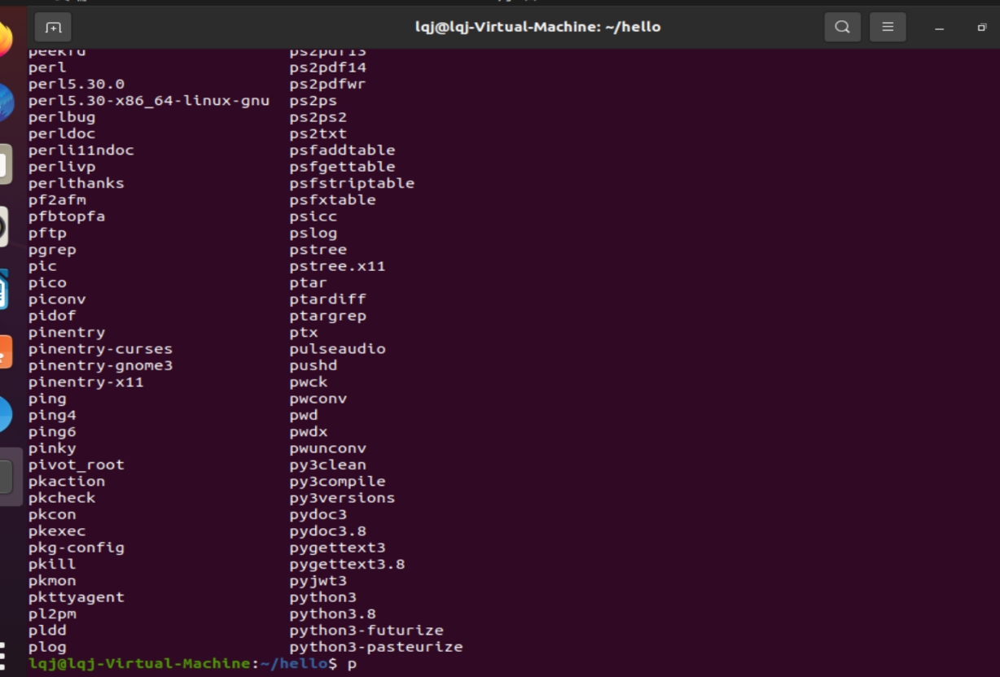 lqj@lqj-Virtual-Machine: ~/hello
peekfd ps2pdf13
perl ps2pdf14
perl5.30.0 ps2pdfwr
perl5.30-x86_64-linux-gnu ps2ps
perlbug ps2ps2
perldoc ps2txt
perli11ndoc psfaddtable
perlivp psfgettable
perlthanks psfstriptable
pf2afm psfxtable
pfbtopfa psicc
pftp pslog
pgrep pstree
pic pstree.x11
pico ptar
piconv ptardiff
pidof ptargrep
pinentry ptx
pinentry-curses pulseaudio
pinentry-gnome3 pushd
pinentry-x11 pwck
ping pwconv
ping4 pwd
ping6 pwdx
pinky pwunconv
pivot_root py3clean
pkaction py3compile
pkcheck py3versions
pkcon pydoc3
pkexec pydoc3.8
pkg-config pygettext3
pkill pygettext3.8
pkmon pyjwt3
pkttyagent python3
pl2pm python3.8
pldd python3-futurize
plog python3-pasteurize
lqj@lqj-Virtual-Machine:~/hello$ p